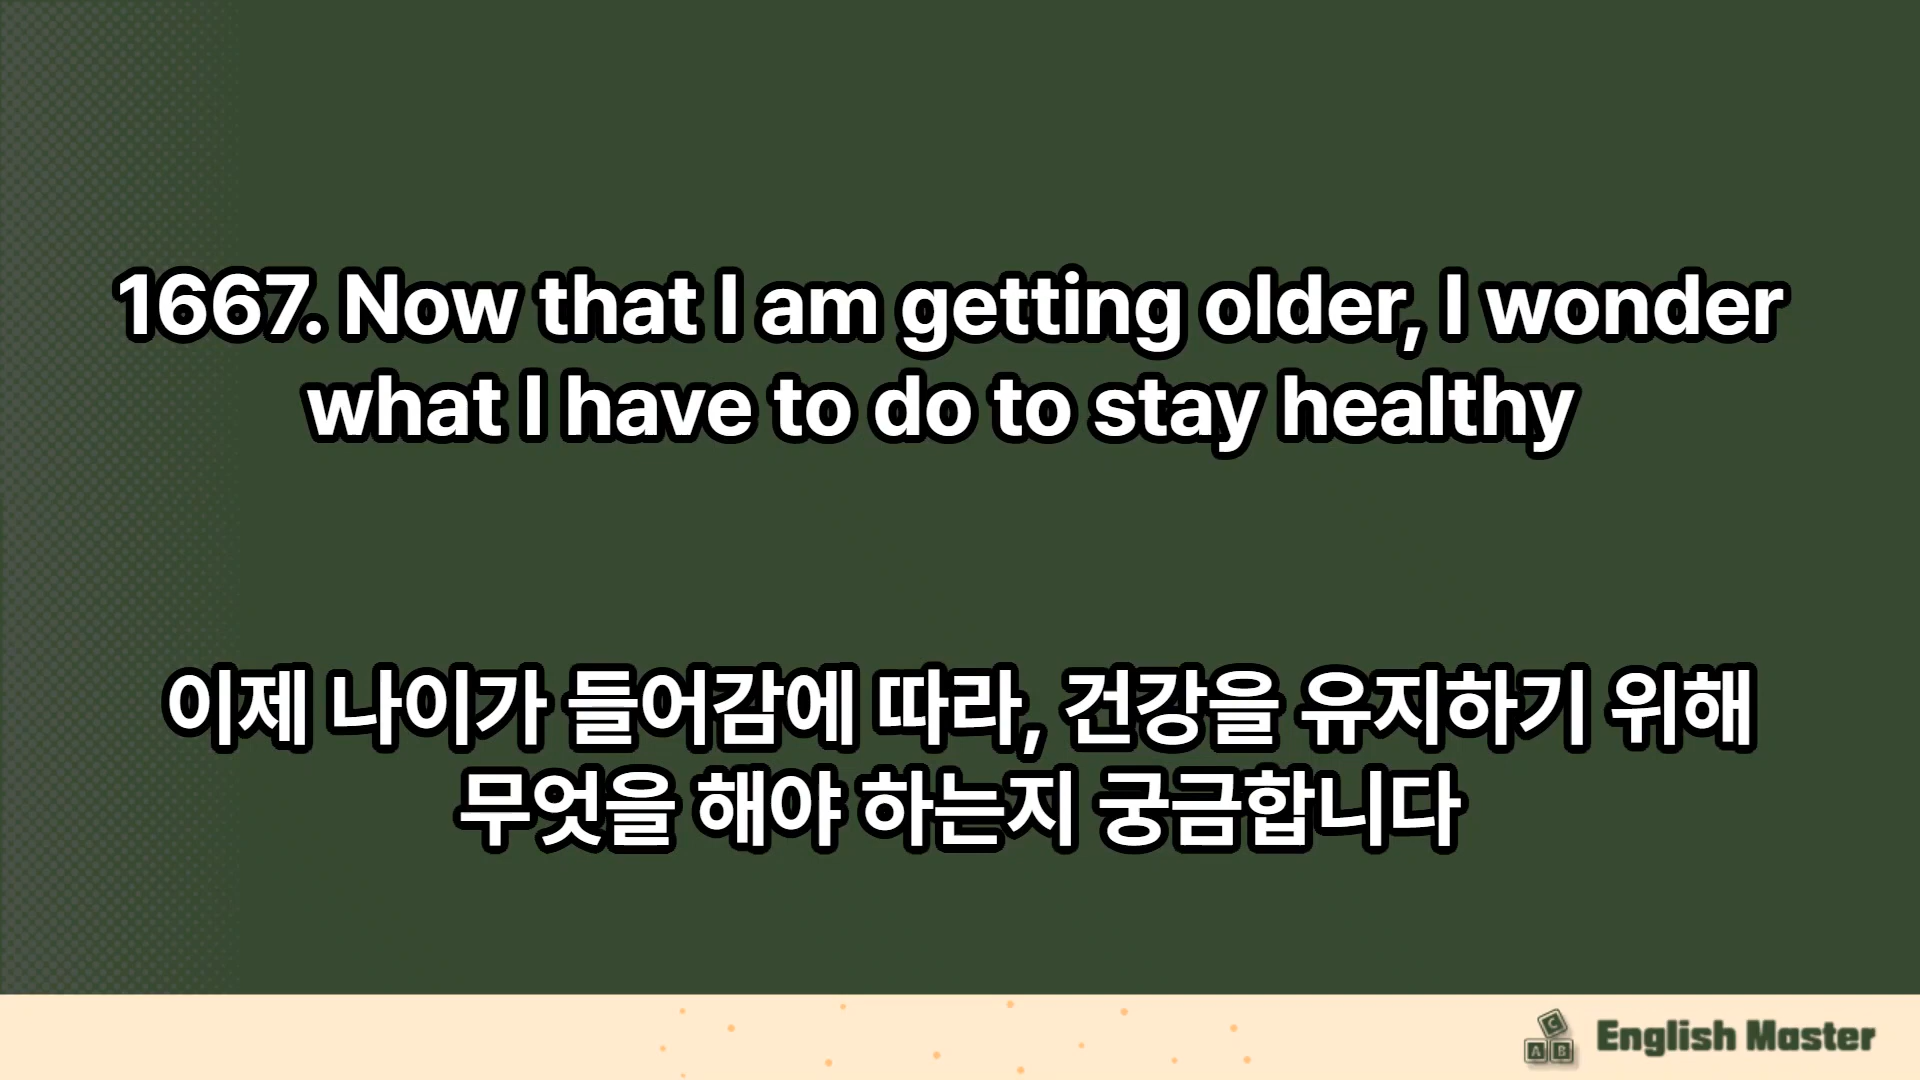 1667. Now that I am getting older, I wonder
what I have to do to stay healthy
이제 나이가 들어감에 따라, 건강을 유지하기 위해
무엇을 해야 하는지 궁금합니다
C
A B
English Master